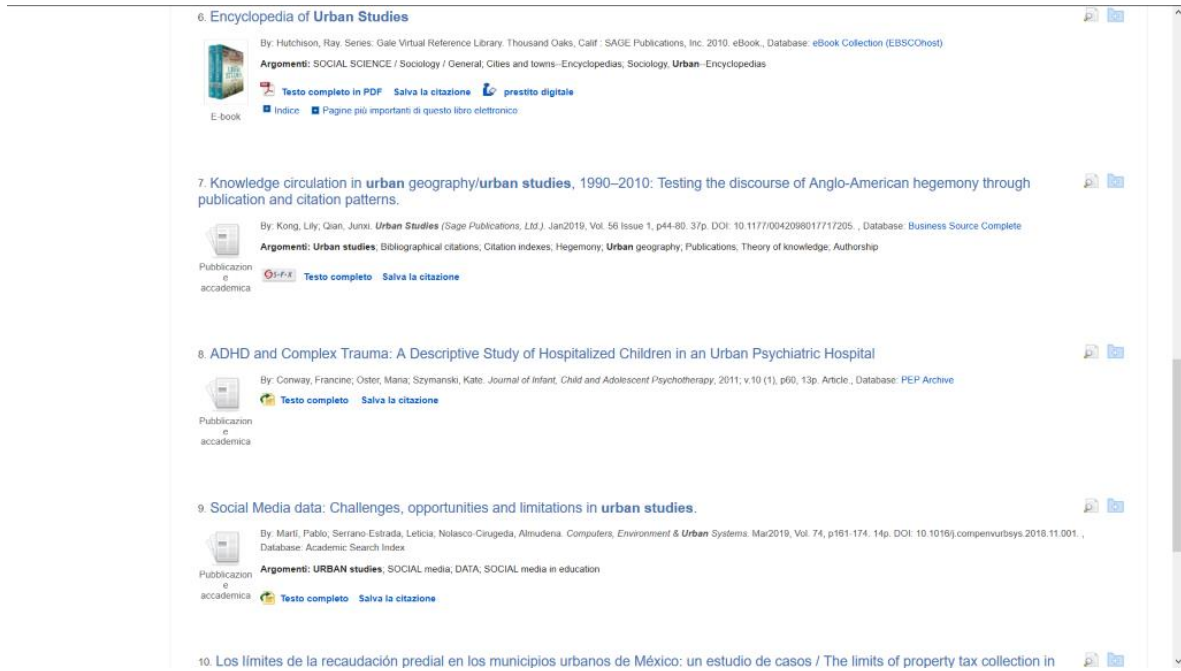 6. Encyclopedia of Urban Studies
By: Hutchison, Ray. Series: Gale Virtual Reference Library. Thousand Oaks, Calif : SAGE Publications, Inc. 2010. eBook., Database: eBook Collection (EBSCOhost)
Argomenti: SOCIAL SCIENCE / Sociology / General; Cities and towns--Encyclopedias; Sociology, Urban--Encyclopedias
Testo completo in PDF Salva la citazione prestito digitale
E-book
Indice Pagine più importanti di questo libro elettronico
7. Knowledge circulation in urban geography/urban studies, 1990–2010: Testing the discourse of Anglo-American hegemony through
publication and citation patterns.
By: Kong, Lily; Qian, Junxi. Urban Studies (Sage Publications, Ltd.). Jan2019, Vol. 56 Issue 1, p44-80. 37p. DOI: 10.1177/0042098017717205. , Database: Business Source Complete
Argomenti: Urban studies; Bibliographical citations; Citation indexes; Hegemony; Urban geography; Publications; Theory of knowledge; Authorship
Pubblicazion
e
accademica
S-F-X Testo completo Salva la citazione
8. ADHD and Complex Trauma: A Descriptive Study of Hospitalized Children in an Urban Psychiatric Hospital
By: Conway, Francine; Oster, Maria; Szymanski, Kate. Journal of Infant, Child and Adolescent Psychotherapy, 2011; v.10 (1), p60, 13p. Article., Database: PEP Archive
Testo completo Salva la citazione
Pubblicazion
e
accademica
9. Social Media data: Challenges, opportunities and limitations in urban studies.
By: Martí, Pablo; Serrano-Estrada, Leticia; Nolasco-Cirugeda, Almudena. Computers, Environment & Urban Systems. Mar2019, Vol. 74, p161-174. 14p. DOI: 10.1016/j.compenvurbsys.2018.11.001. ,
Database: Academic Search Index
Argomenti: URBAN studies; SOCIAL media; DATA; SOCIAL media in education
Pubblicazion
e
accademica
Testo completo Salva la citazione
10. Los límites de la recaudación predial en los municipios urbanos de México: un estudio de casos / The limits of property tax collection in